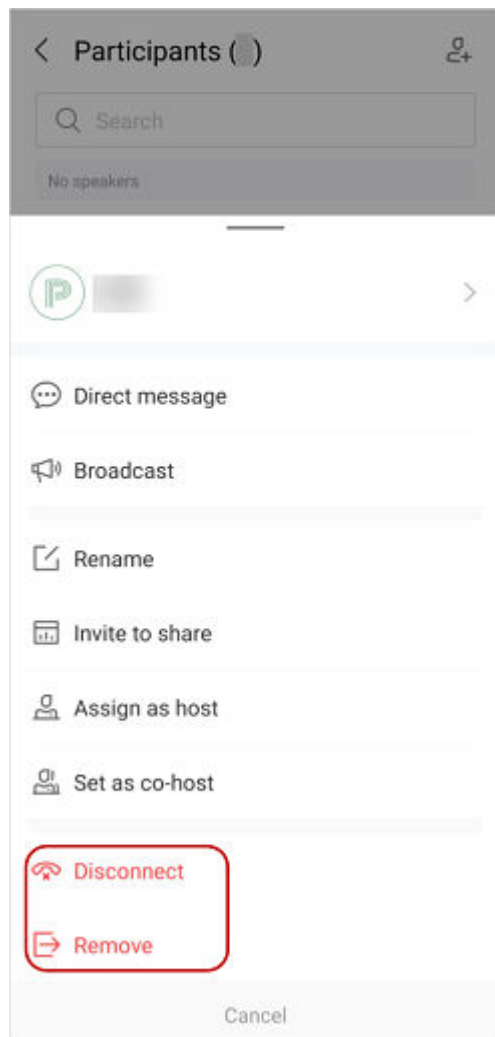 Participants ( )
Search
No speakers
P
Direct message
Broadcast
Rename
Invite to share
Assign as host
Set as co-host
Disconnect
Remove
Cancel